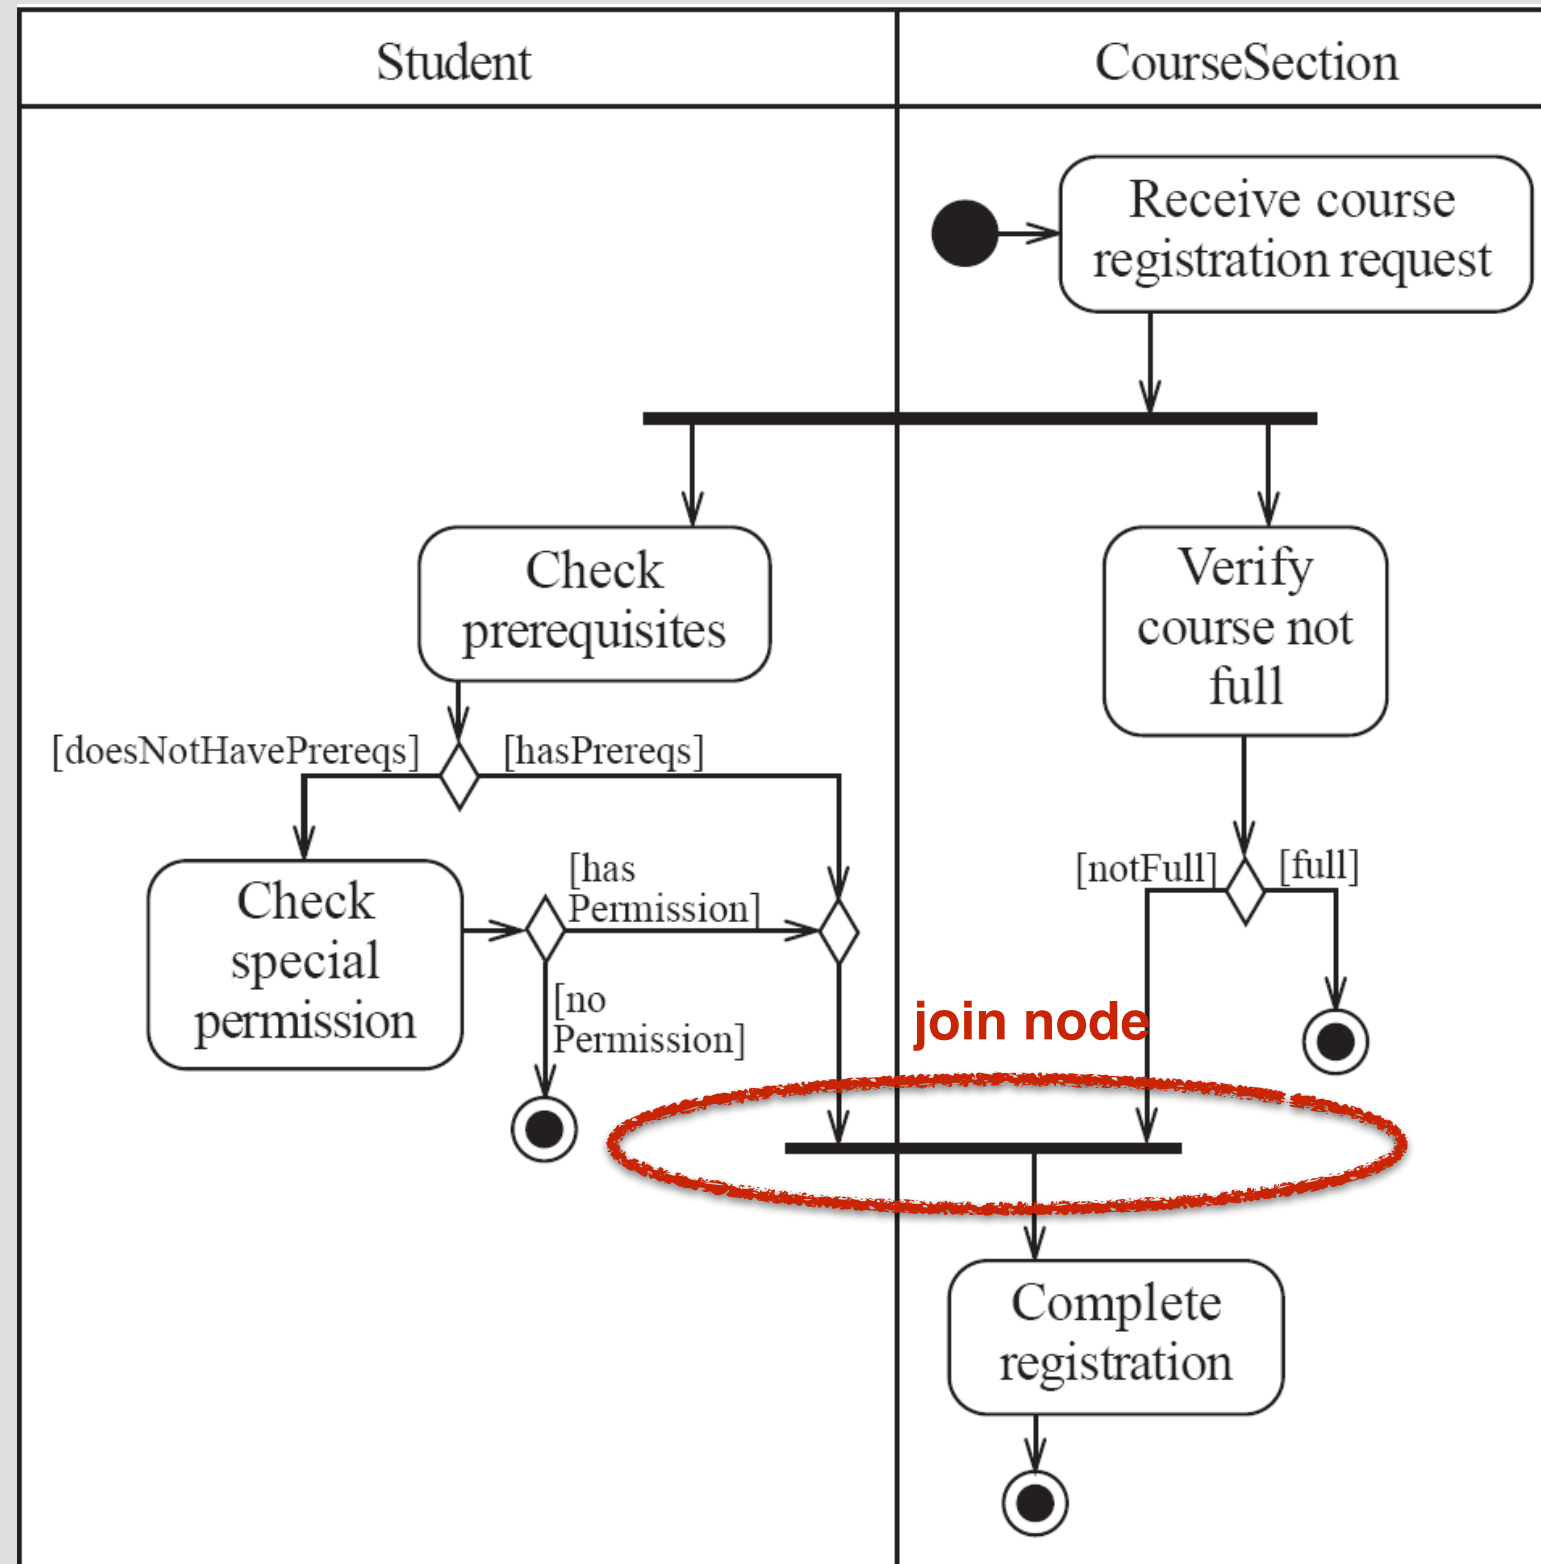 Student
CourseSection
Receive course
registration request
Check
prerequisites
Verify
course not
full
[doesNotHavePrereqs]
[hasPrereqs]
[notFull]
[full]
Check
special
permission
[has
Permission]
[no
Permission]
join node
Complete
registration